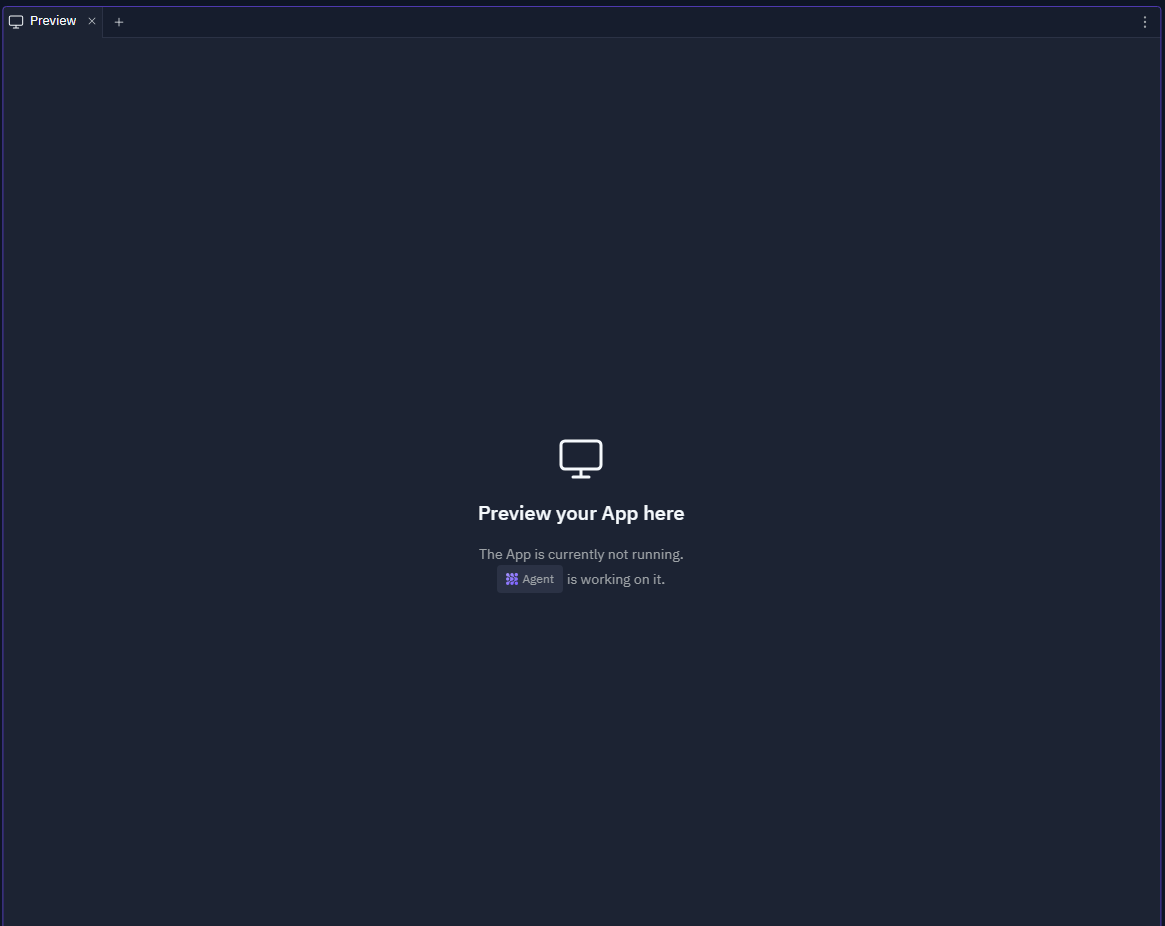 Preview
Preview your App here
The App is currently not running.
Agent is working on it.